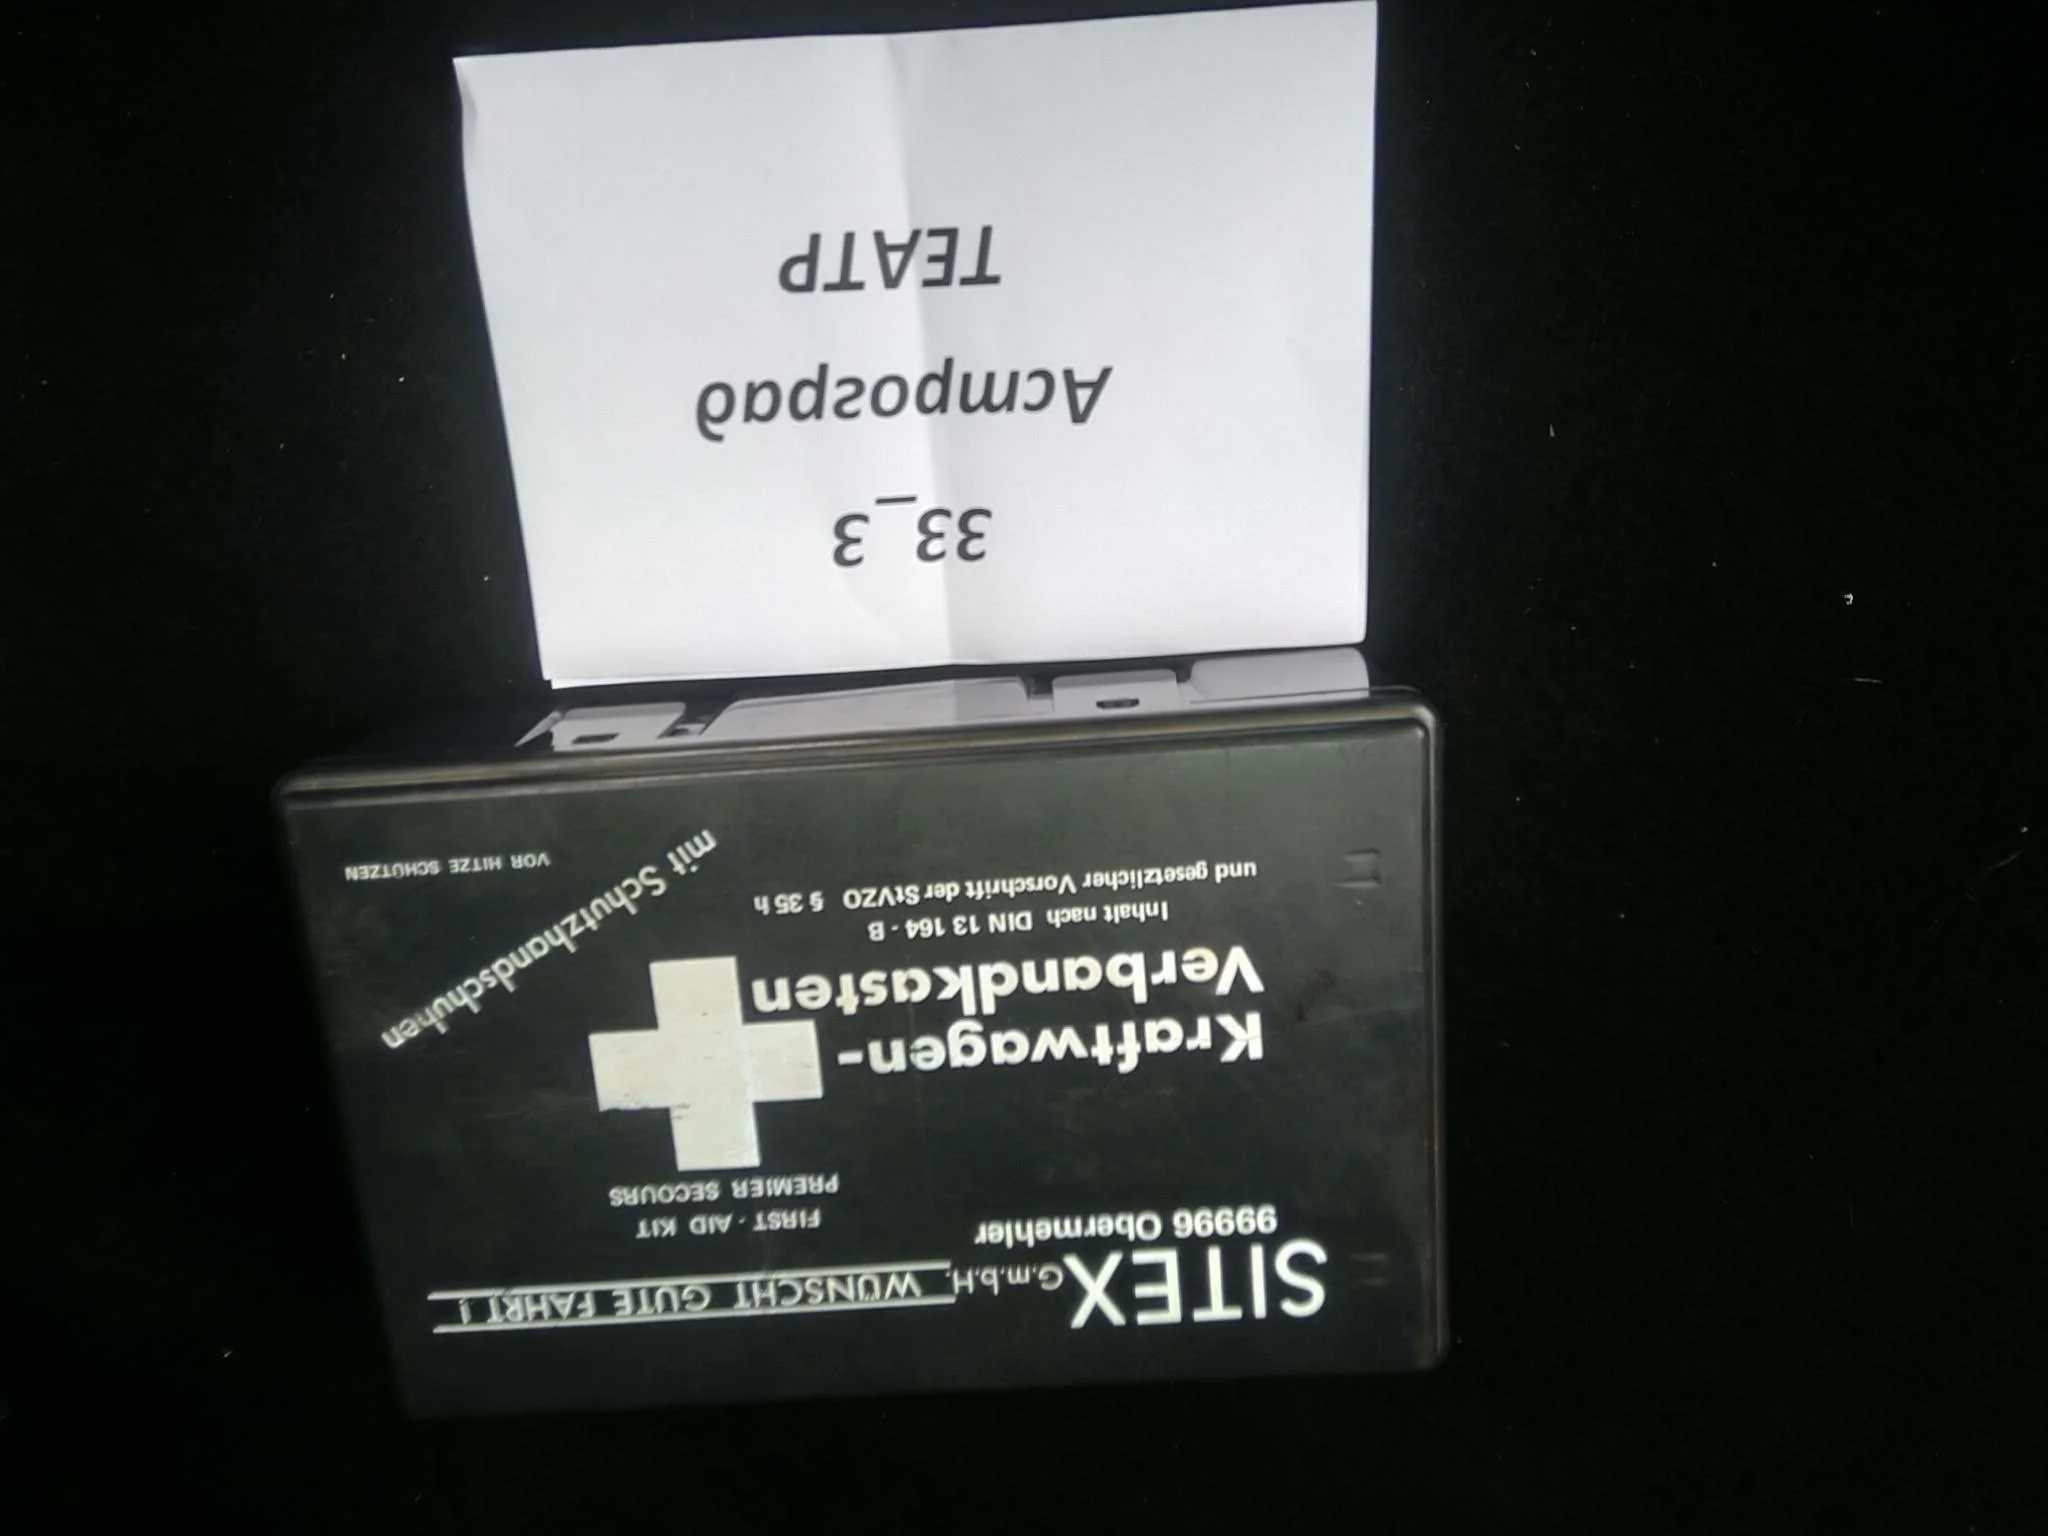 SITEX G.m.b.H. WÜNSCHT GUTE FAHRT !
99996 Obermehler
FIRST - AID KIT
PREMIER SECOURS
Kraftwagen-
Verbandkasten
Inhalt nach DIN 13 164 - B
und gesetzlicher Vorschrift der StVZO § 35 h
mit Schutzhandschuhen
VOR HITZE SCHÜTZEN
33_3
Астроград
ТЕАТР